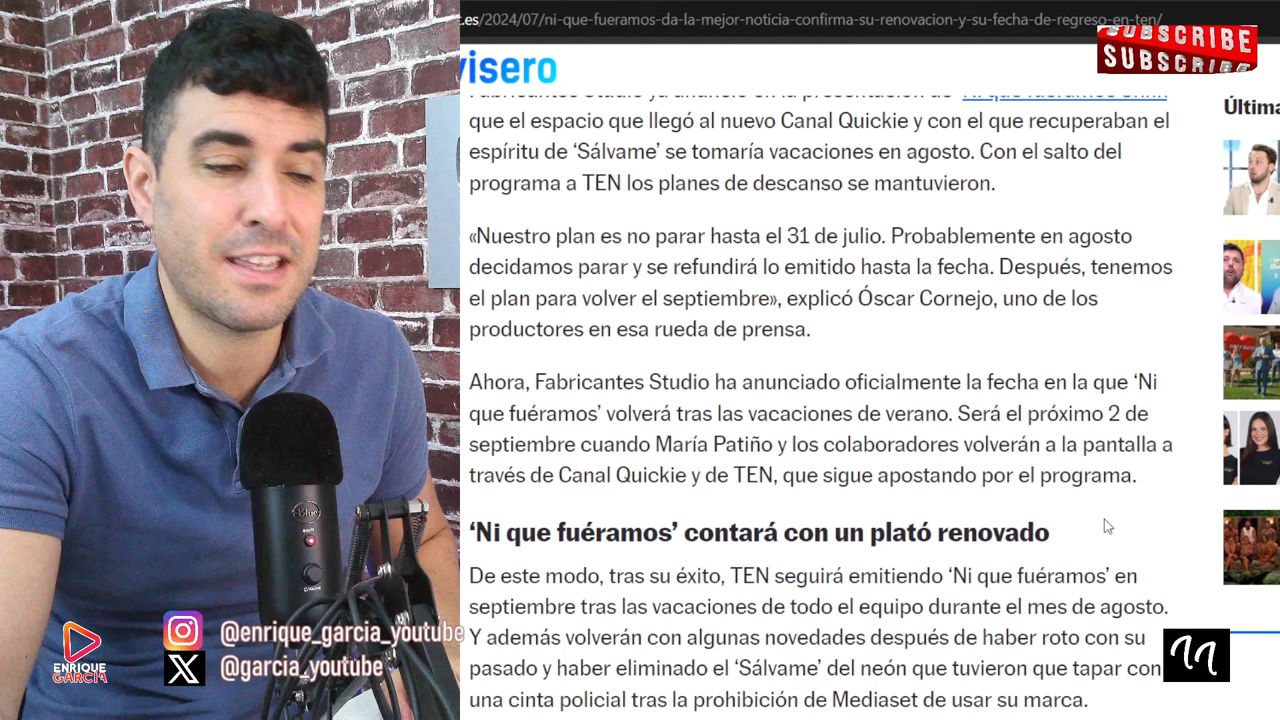 .es/2024/07/ni-que-fueramos-da-la-mejor-noticia-confirma-su-renovacion-y-su-fecha-de-regreso-en-ten/
SUBSCRIBE
SUBSCRIBE
visero
Última
que el espacio que llegó al nuevo Canal Quickie y con el que recuperaban el
espíritu de ‘Sálvame’ se tomaría vacaciones en agosto. Con el salto del
programa a TEN los planes de descanso se mantuvieron.
«Nuestro plan es no parar hasta el 31 de julio. Probablemente en agosto
decidamos parar y se refundirá lo emitido hasta la fecha. Después, tenemos
el plan para volver el septiembre», explicó Óscar Cornejo, uno de los
productores en esa rueda de prensa.
Ahora, Fabricantes Studio ha anunciado oficialmente la fecha en la que ‘Ni
que fuéramos’ volverá tras las vacaciones de verano. Será el próximo 2 de
septiembre cuando María Patiño y los colaboradores volverán a la pantalla a
través de Canal Quickie y de TEN, que sigue apostando por el programa.
‘Ni que fuéramos’ contará con un plató renovado
De este modo, tras su éxito, TEN seguirá emitiendo ‘Ni que fuéramos’ en
septiembre tras las vacaciones de todo el equipo durante el mes de agosto.
Y además volverán con algunas novedades después de haber roto con su
pasado y haber eliminado el ‘Sálvame’ del neón que tuvieron que tapar con
una cinta policial tras la prohibición de Mediaset de usar su marca.
Blue
ENRIQUE
GARCIA
@enrique_garcia_youtube
@garcia_youtube